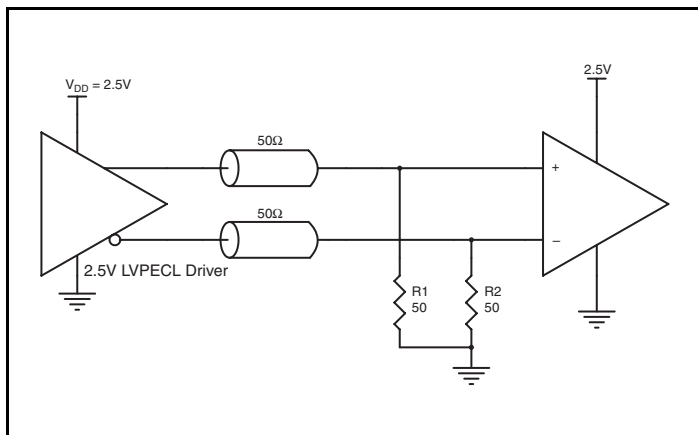 V_DD = 2.5V
2.5V
50Ω
+
50Ω
−
2.5V LVPECL Driver
R1
50
R2
50